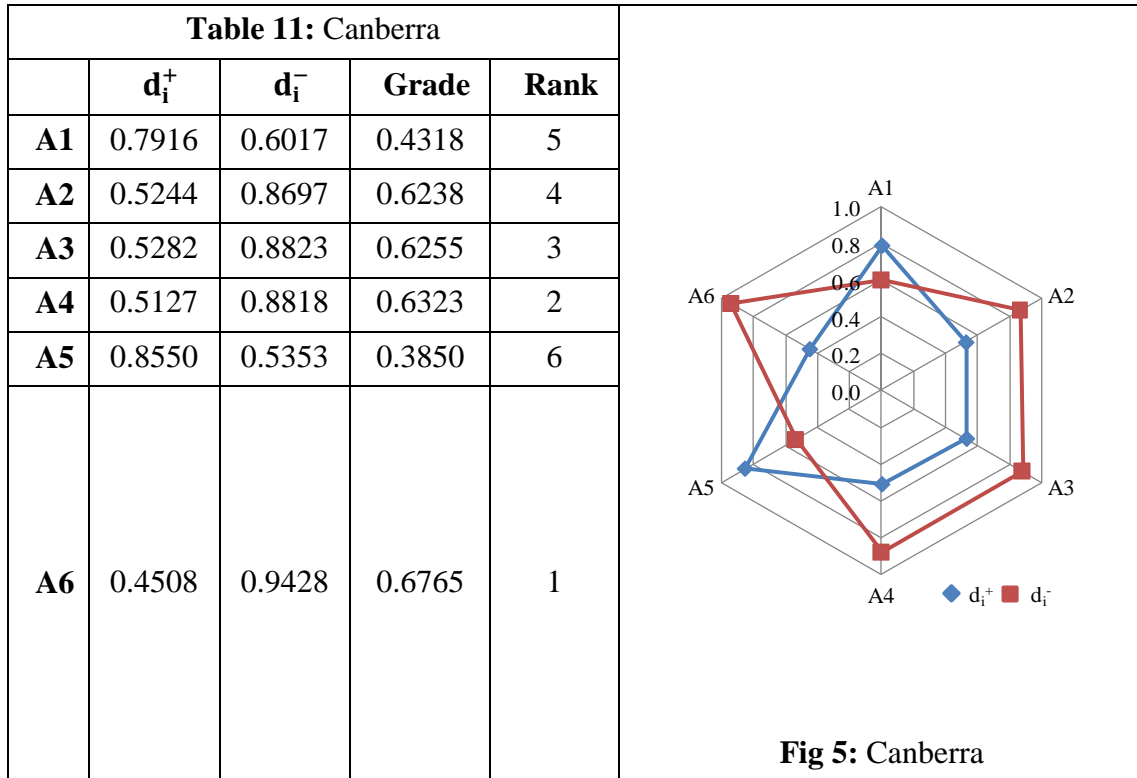 Table 11: Canberra
d_i^+ d_i^- Grade Rank
A1 0.7916 0.6017 0.4318 5
A2 0.5244 0.8697 0.6238 4
A3 0.5282 0.8823 0.6255 3
A4 0.5127 0.8818 0.6323 2
A5 0.8550 0.5353 0.3850 6
A6 0.4508 0.9428 0.6765 1
A1
1.0
0.8
0.6
0.4
0.2
0.0
A2
A3
A4
A5
A6
d_i^+ d_i^-
Fig 5: Canberra